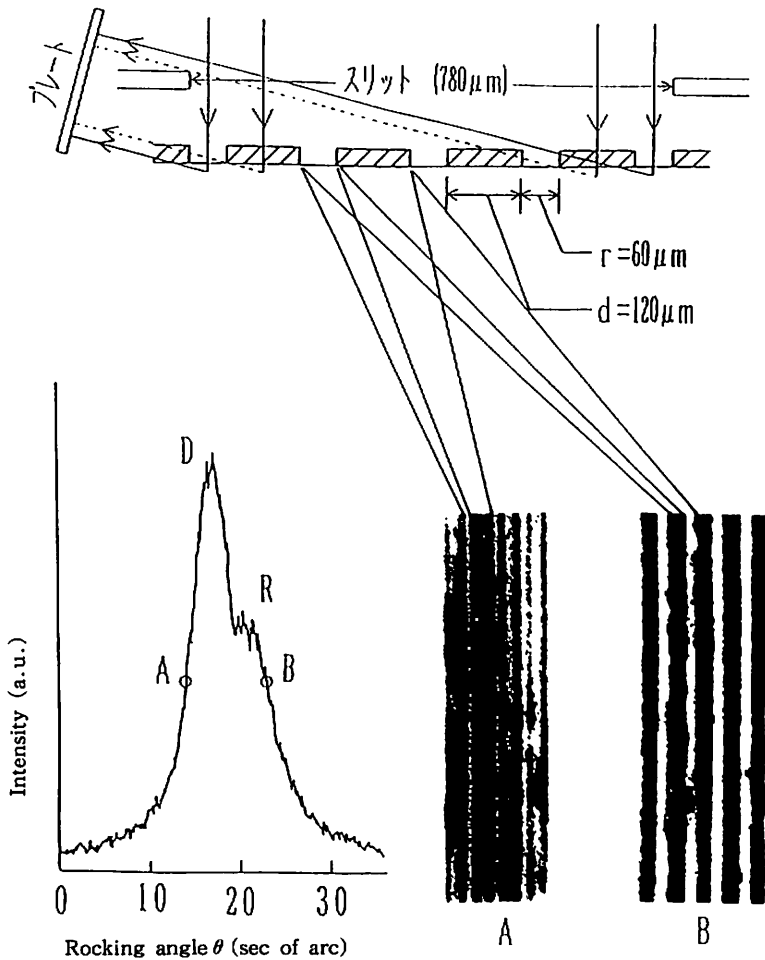 プレート
スリット (780μm)
r=60μm
d=120μm
D
R
A
B
Intensity (a.u.)
0 10 20 30
Rocking angle θ (sec of arc)
A
B